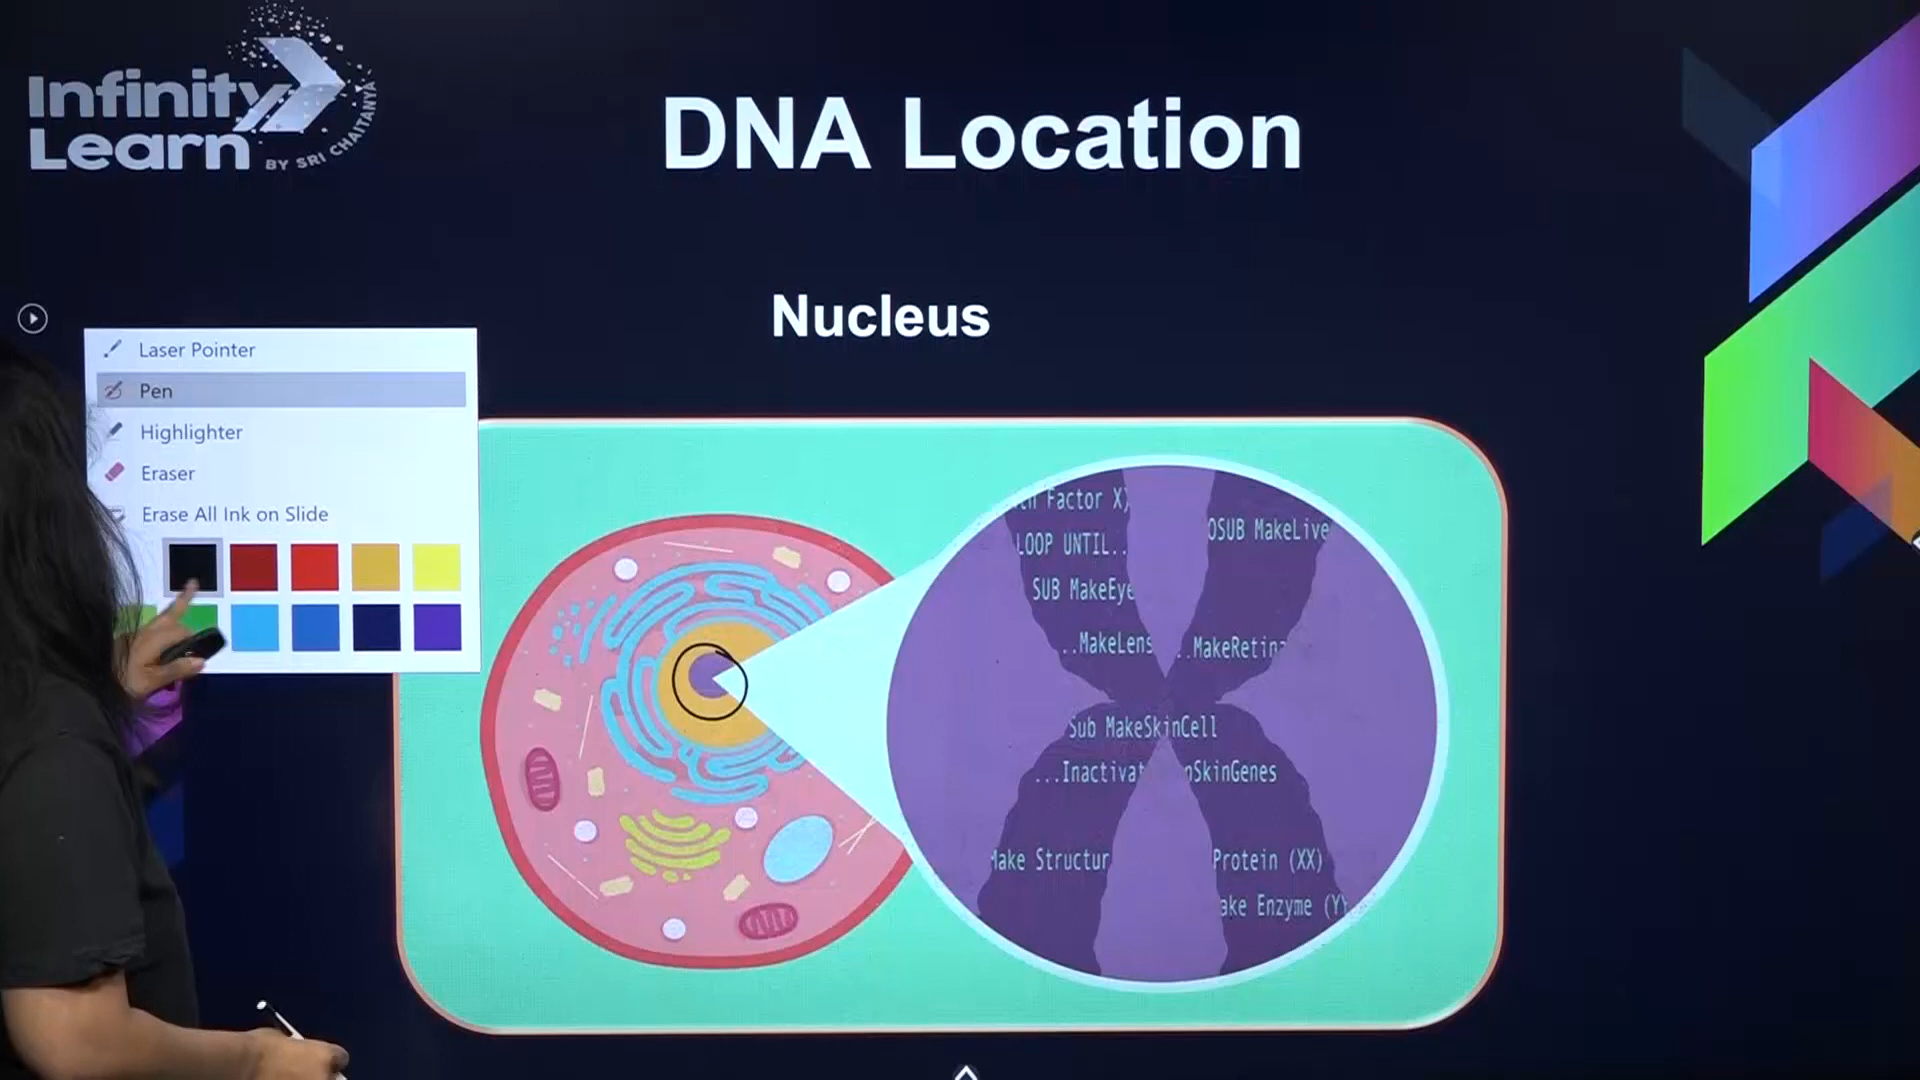 Infinity
Learn
BY SRI CHAITANYA
DNA Location
Nucleus
Laser Pointer
Pen
Highlighter
Eraser
Erase All Ink on Slide
Factor X)
OSUB MakeLive
LOOP UNTIL..
SUB MakeEye
..MakeLens
..MakeRetina
Sub MakeSkinCell
...Inactivat
nSkinGenes
Make Structur
Protein (XX)
ake Enzyme (Y)